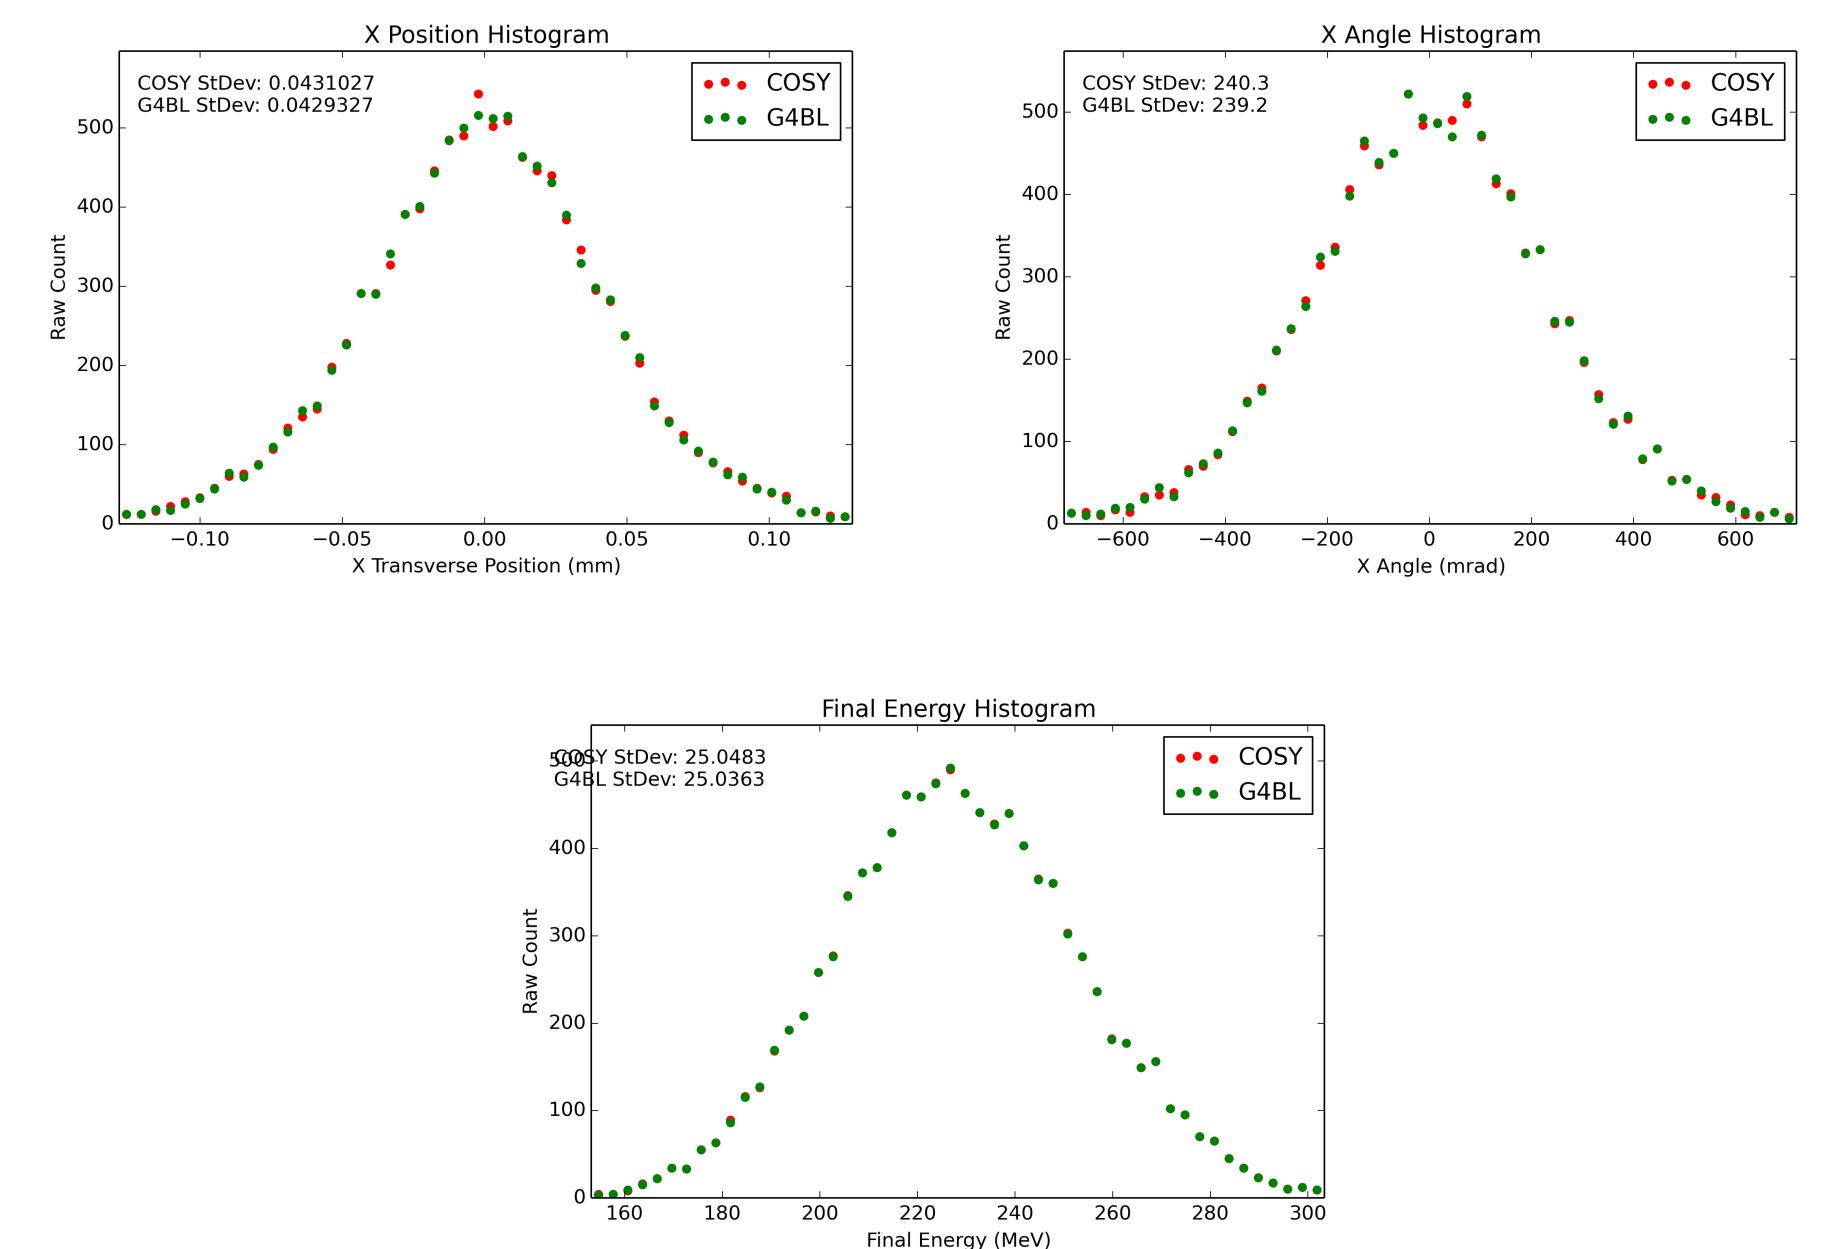 X Position Histogram
COSY StDev: 0.0431027
G4BL StDev: 0.0429327
COSY
G4BL
500
400
300
200
100
0
Raw Count
−0.10 −0.05 0.00 0.05 0.10
X Transverse Position (mm)
X Angle Histogram
COSY StDev: 240.3
G4BL StDev: 239.2
COSY
G4BL
500
400
300
200
100
0
Raw Count
−600 −400 −200 0 200 400 600
X Angle (mrad)
Final Energy Histogram
COSY StDev: 25.0483
G4BL StDev: 25.0363
COSY
G4BL
500
400
300
200
100
0
Raw Count
160 180 200 220 240 260 280 300
Final Energy (MeV)